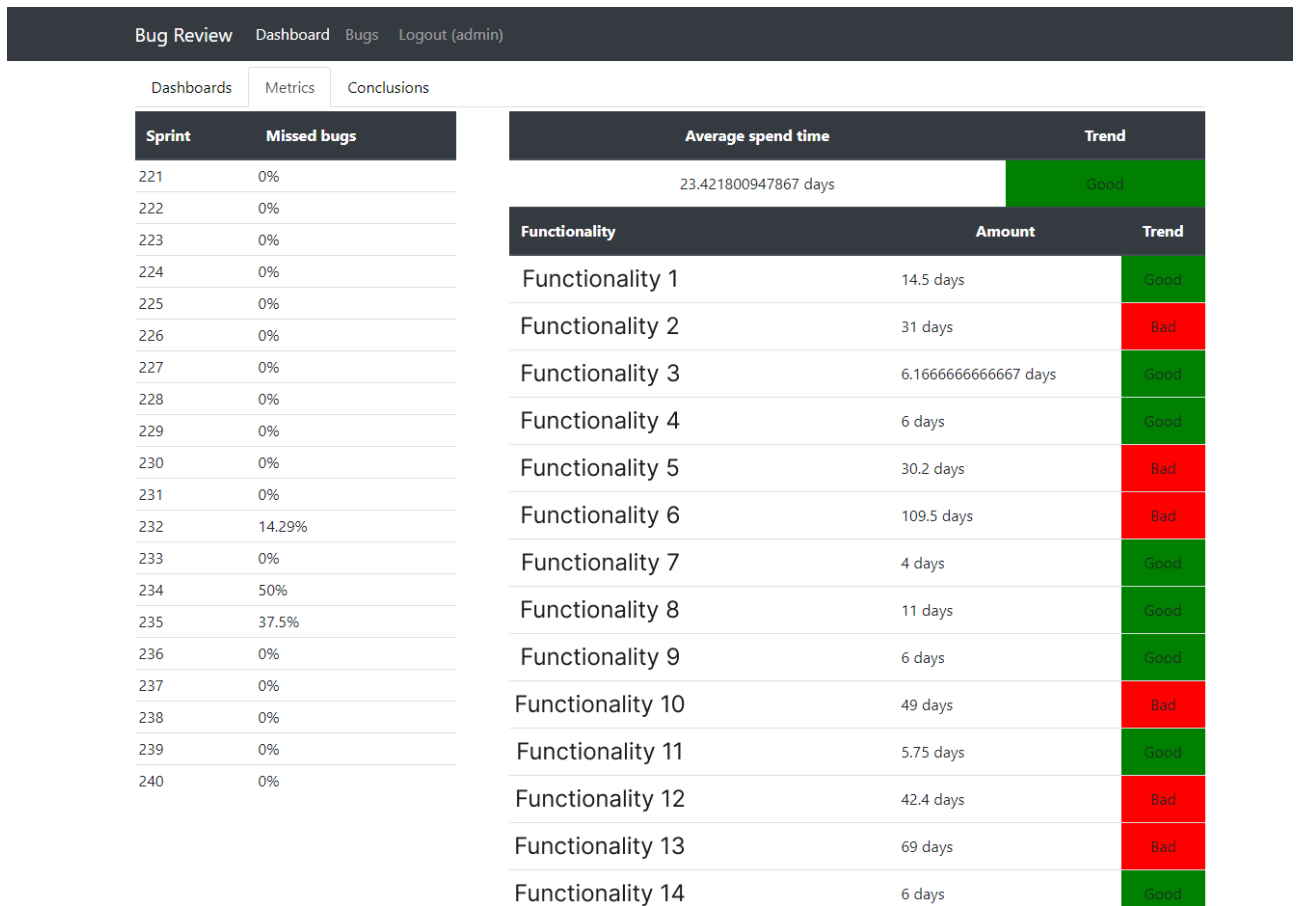 Bug Review Dashboard Bugs Logout (admin)
Dashboards Metrics Conclusions
Sprint Missed bugs
221 0%
222 0%
223 0%
224 0%
225 0%
226 0%
227 0%
228 0%
229 0%
230 0%
231 0%
232 14.29%
233 0%
234 50%
235 37.5%
236 0%
237 0%
238 0%
239 0%
240 0%
Average spend time Trend
23.421800947867 days Good
Functionality Amount Trend
Functionality 1 14.5 days Good
Functionality 2 31 days Bad
Functionality 3 6.1666666666667 days Good
Functionality 4 6 days Good
Functionality 5 30.2 days Bad
Functionality 6 109.5 days Bad
Functionality 7 4 days Good
Functionality 8 11 days Good
Functionality 9 6 days Good
Functionality 10 49 days Bad
Functionality 11 5.75 days Good
Functionality 12 42.4 days Bad
Functionality 13 69 days Bad
Functionality 14 6 days Good